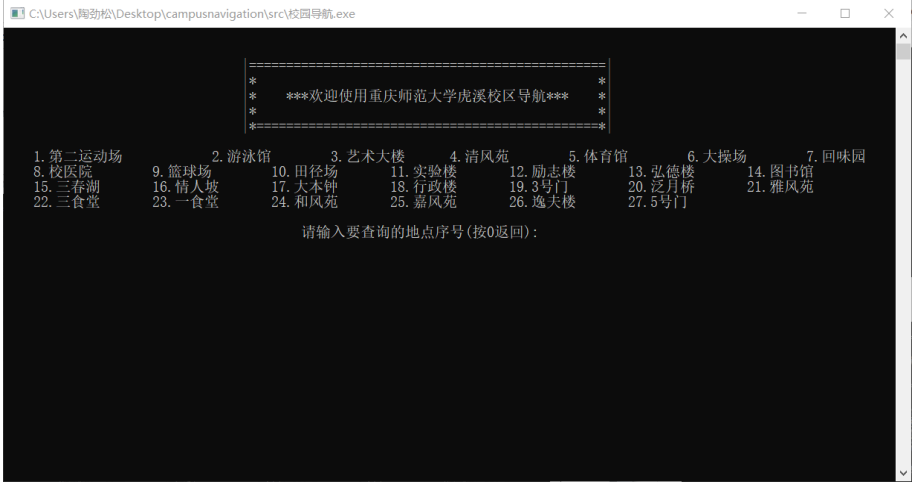 C:\Users\陶劲松\Desktop\campusnavigation\src\校园导航.exe
|================================================|
|* *
* ***欢迎使用重庆师范大学虎溪校区导航*** *
|* *
|*==============================================*|
1.第二运动场 2.游泳馆 3.艺术大楼 4.清风苑 5.体育馆 6.大操场 7.回味园
8.校医院 9.篮球场 10.田径场 11.实验楼 12.励志楼 13.弘德楼 14.图书馆
15.三春湖 16.情人坡 17.大本钟 18.行政楼 19.3号门 20.泛月桥 21.雅风苑
22.三食堂 23.一食堂 24.和风苑 25.嘉风苑 26.逸夫楼 27.5号门
请输入要查询的地点序号(按0返回):